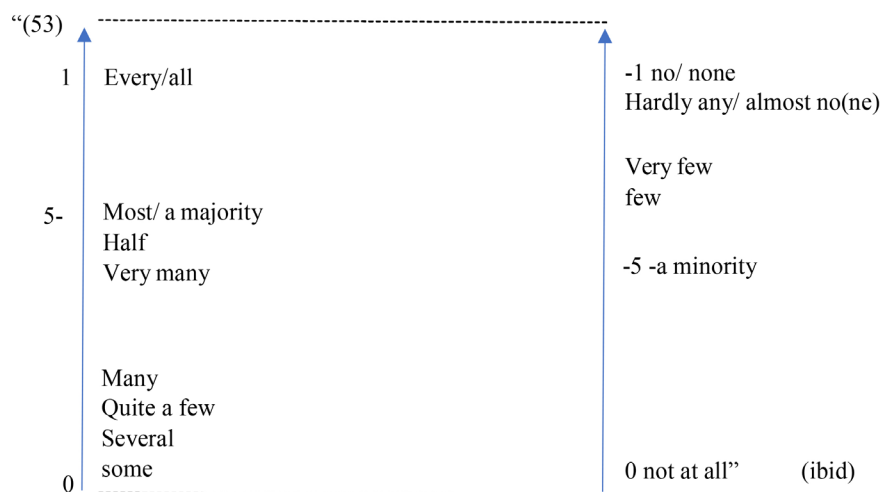 “(53)
1 Every/all
5- Most/ a majority
Half
Very many
Many
Quite a few
Several
some
0
-1 no/ none
Hardly any/ almost no(ne)
Very few
few
-5 -a minority
0 not at all” (ibid)